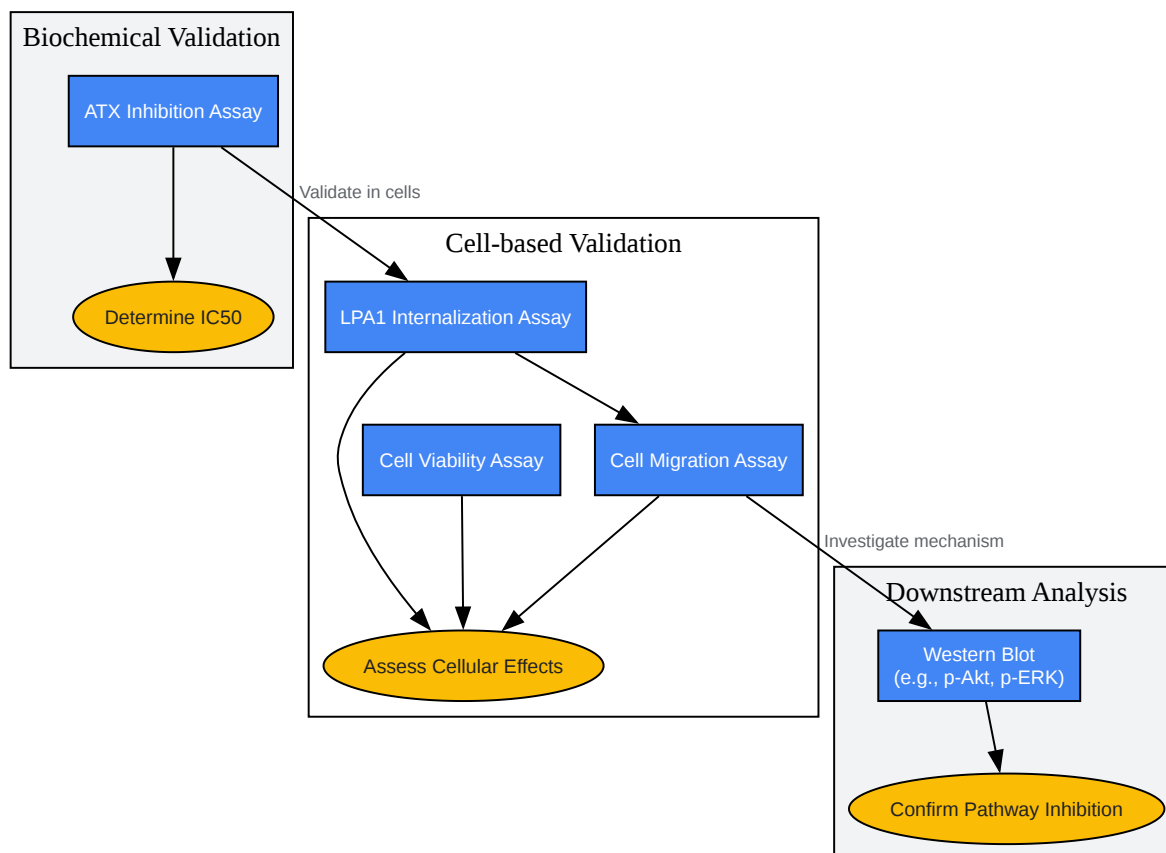 Biochemical Validation
ATX Inhibition Assay
Determine IC50
Validate in cells
Cell-based Validation
LPA1 Internalization Assay
Cell Viability Assay
Cell Migration Assay
Assess Cellular Effects
Investigate mechanism
Downstream Analysis
Western Blot
(e.g., p-Akt, p-ERK)
Confirm Pathway Inhibition